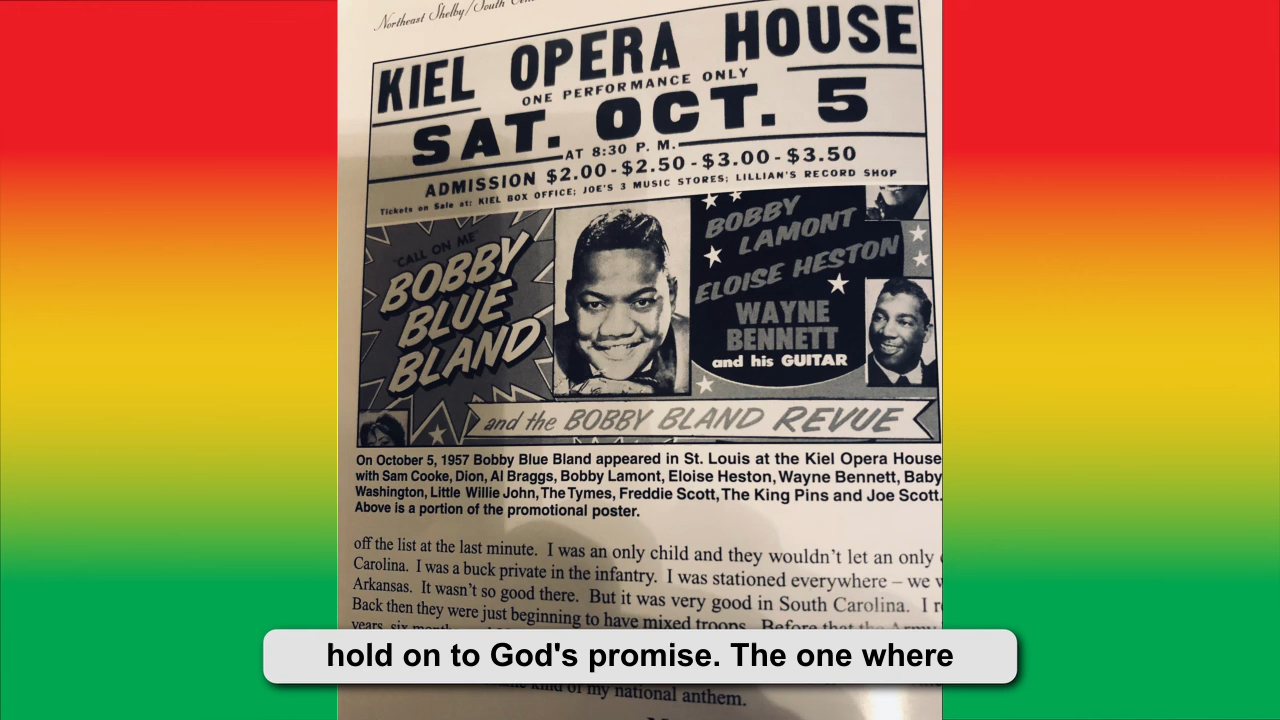 Northeast Shelby/South
KIEL OPERA HOUSE
ONE PERFORMANCE ONLY
SAT. OCT. 5
AT 8:30 P. M.
ADMISSION $2.00 - $2.50 - $3.00 - $3.50
Tickets on Sale at: KIEL BOX OFFICE; JOE'S 3 MUSIC STORES; LILLIAN'S RECORD SHOP
"CALL ON ME"
BOBBY
BLUE
BLAND
BOBBY
LAMONT
ELOISE HESTON
WAYNE
BENNETT
and his GUITAR
and the BOBBY BLAND REVUE
On October 5, 1957 Bobby Blue Bland appeared in St. Louis at the Kiel Opera House
with Sam Cooke, Dion, Al Braggs, Bobby Lamont, Eloise Heston, Wayne Bennett, Baby
Washington, Little Willie John, The Tymes, Freddie Scott, The King Pins and Joe Scott.
Above is a portion of the promotional poster.
off the list at the last minute. I was an only child and they wouldn't let an only
Carolina. I was a buck private in the infantry. I was stationed everywhere – we
Arkansas. It wasn't so good there. But it was very good in South Carolina. I
Back then they were just beginning to have mixed troops. Before that the Army
hold on to God's promise. The one where
kind of my national anthem.